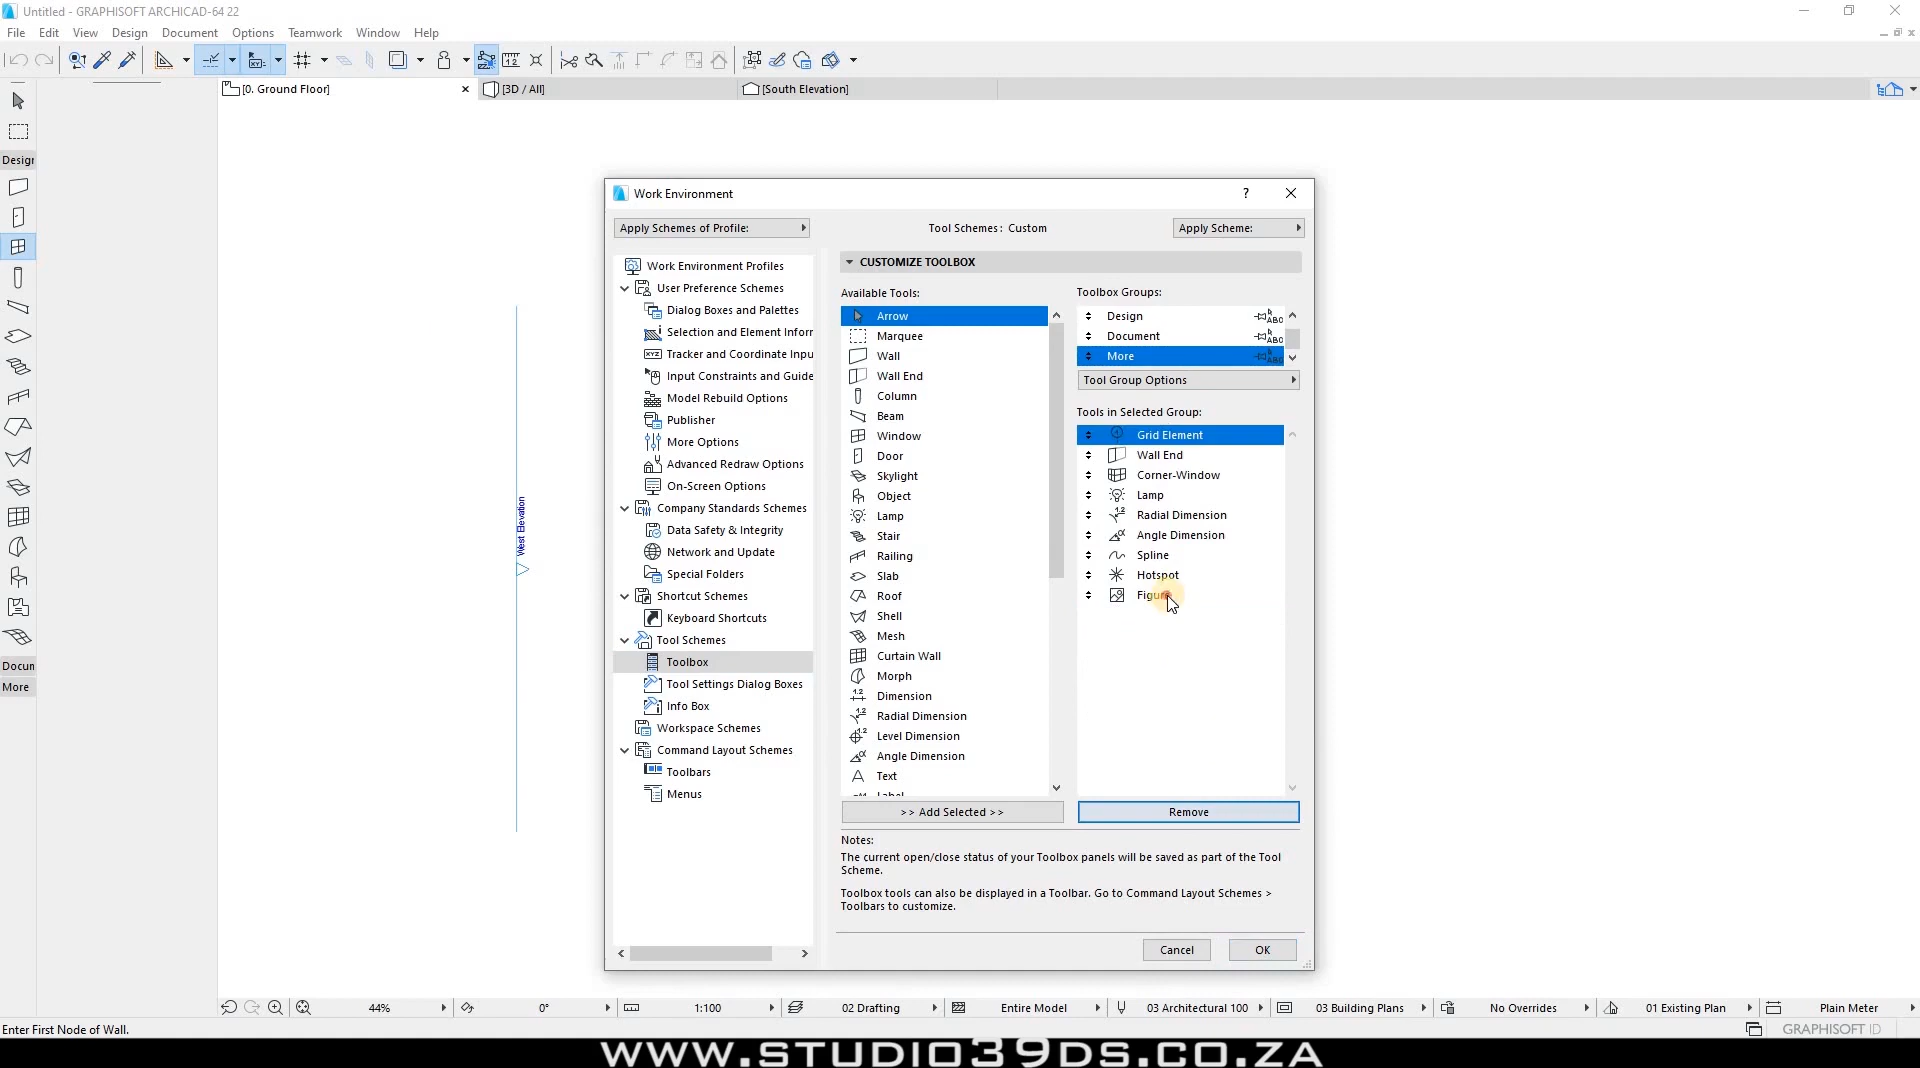 Untitled - GRAPHISOFT ARCHICAD-64 22
File Edit View Design Document Options Teamwork Window Help
[0. Ground Floor] [3D / All] [South Elevation]
Design
Docum
More
West Elevation
Work Environment
Apply Schemes of Profile: Tool Schemes: Custom Apply Scheme:
Work Environment Profiles
User Preference Schemes
Dialog Boxes and Palettes
Selection and Element Inforr
Tracker and Coordinate Inpu
Input Constraints and Guide
Model Rebuild Options
Publisher
More Options
Advanced Redraw Options
On-Screen Options
Company Standards Schemes
Data Safety & Integrity
Network and Update
Special Folders
Shortcut Schemes
Keyboard Shortcuts
Tool Schemes
Toolbox
Tool Settings Dialog Boxes
Info Box
Workspace Schemes
Command Layout Schemes
Toolbars
Menus
CUSTOMIZE TOOLBOX
Available Tools:
Arrow
Marquee
Wall
Wall End
Column
Beam
Window
Door
Skylight
Object
Lamp
Stair
Railing
Slab
Roof
Shell
Mesh
Curtain Wall
Morph
Dimension
Radial Dimension
Level Dimension
Angle Dimension
Text
Label
>> Add Selected >>
Toolbox Groups:
Design
Document
More
Tool Group Options
Tools in Selected Group:
Grid Element
Wall End
Corner-Window
Lamp
Radial Dimension
Angle Dimension
Spline
Hotspot
Figure
Remove
Notes:
The current open/close status of your Toolbox panels will be saved as part of the Tool
Scheme.
Toolbox tools can also be displayed in a Toolbar. Go to Command Layout Schemes >
Toolbars to customize.
Cancel OK
44% 0° 1:100 02 Drafting Entire Model 03 Architectural 100 03 Building Plans No Overrides 01 Existing Plan Plain Meter
Enter First Node of Wall.
GRAPHISOFT ID
WWW.STUDIO39DS.CO.ZA